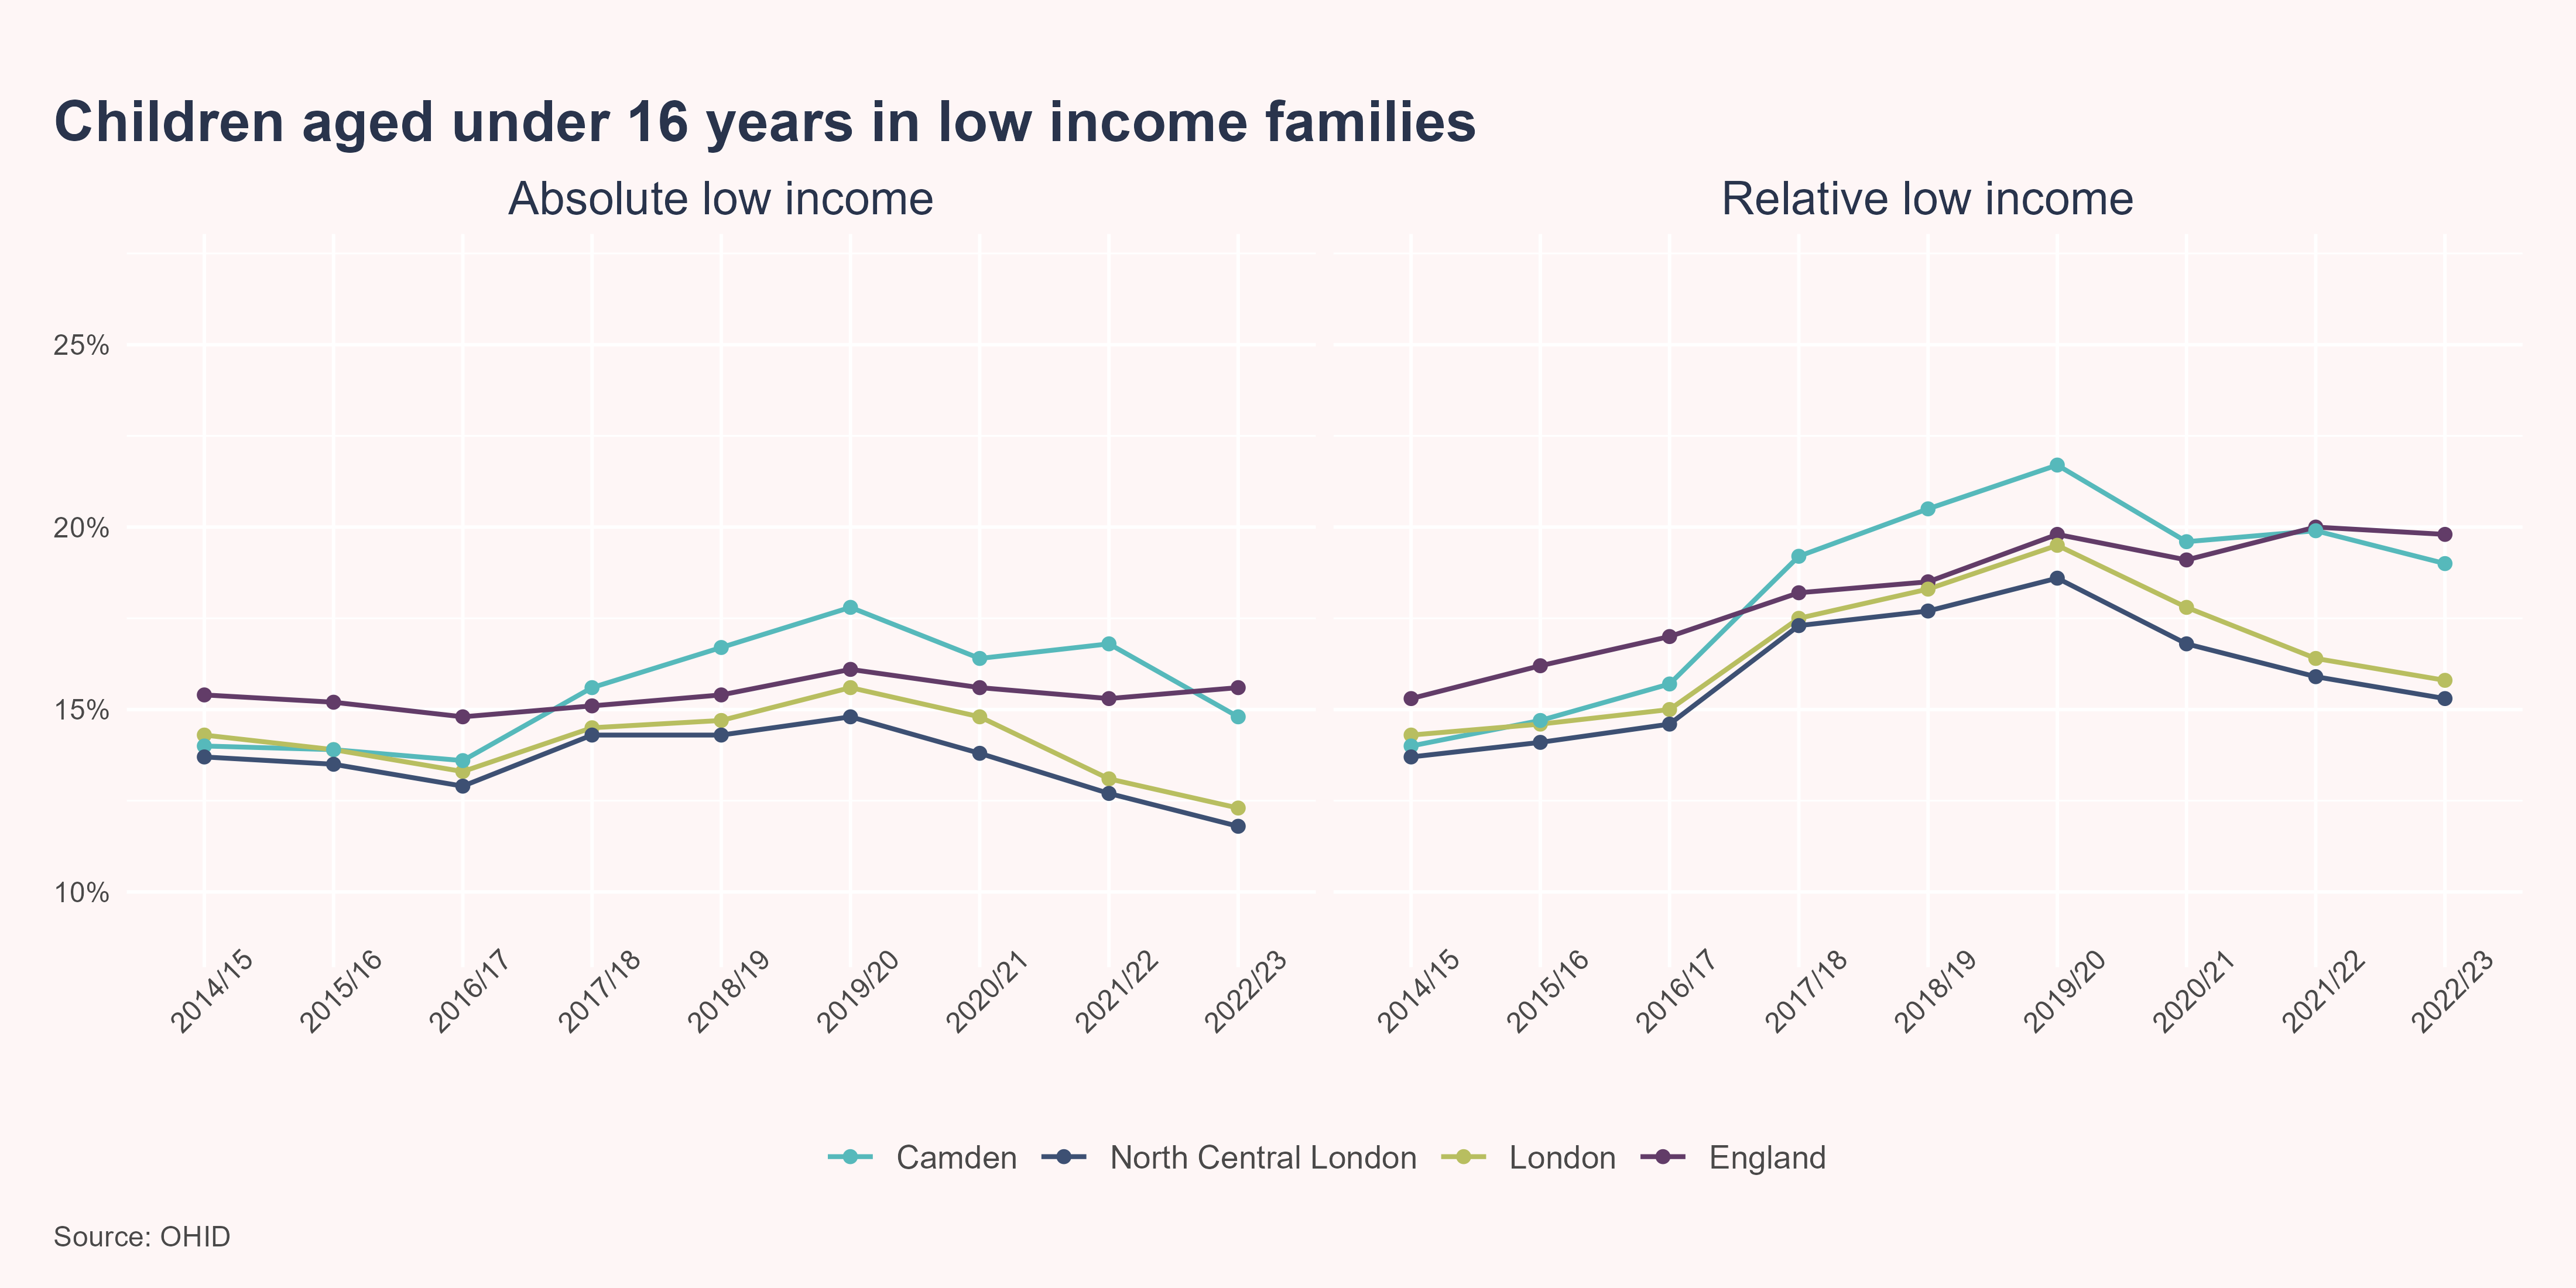 Children aged under 16 years in low income families
Absolute low income
Relative low income
25%
20%
15%
10%
2014/15 2015/16 2016/17 2017/18 2018/19 2019/20 2020/21 2021/22 2022/23
2014/15 2015/16 2016/17 2017/18 2018/19 2019/20 2020/21 2021/22 2022/23
Camden North Central London London England
Source: OHID